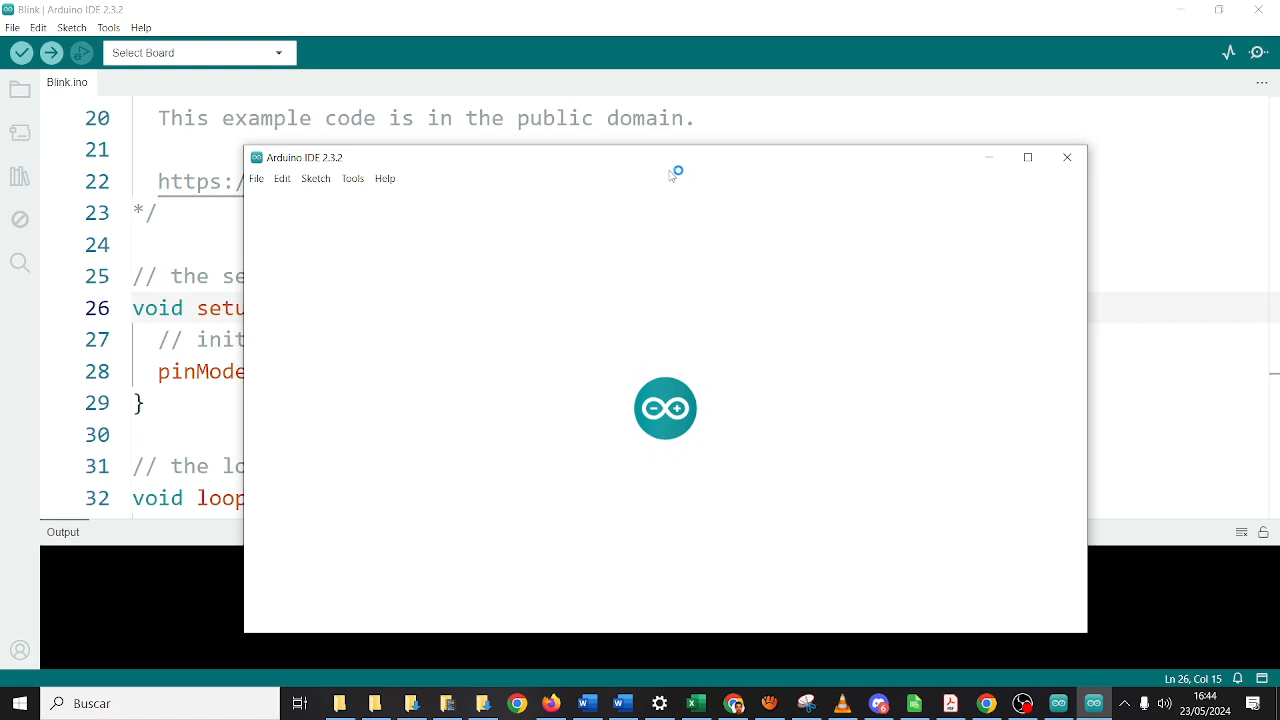 Blink | Arduino IDE 2.3.2
File Edit Sketch Tools Help
Select Board
Blink.ino
20 This example code is in the public domain.
21
22 https:/
23 */
24
25 // the se
26 void setu
27 // init
28 pinMode
29 }
30
31 // the lo
32 void loop
Arduino IDE 2.3.2
File Edit Sketch Tools Help
Output
Ln 26, Col 15
Buscar
16:44
23/05/2024